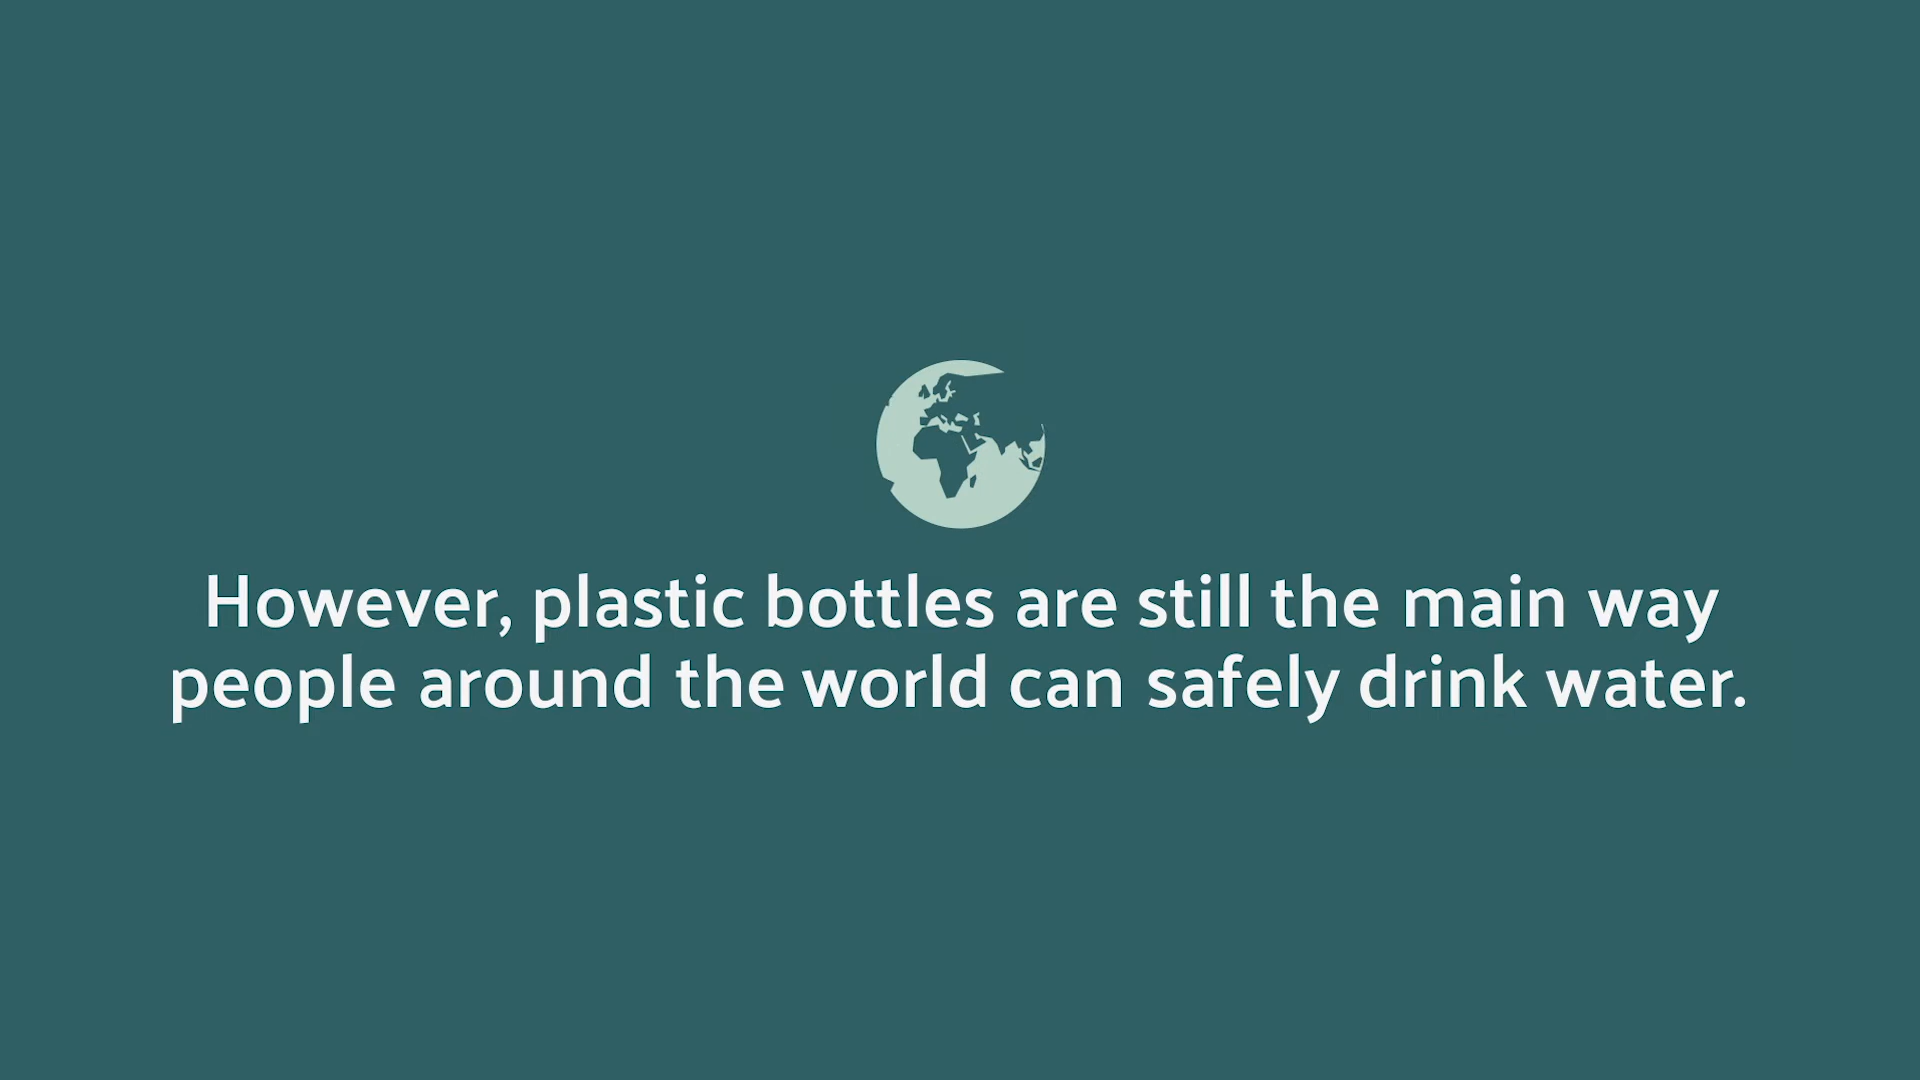 However, plastic bottles are still the main way
people around the world can safely drink water.